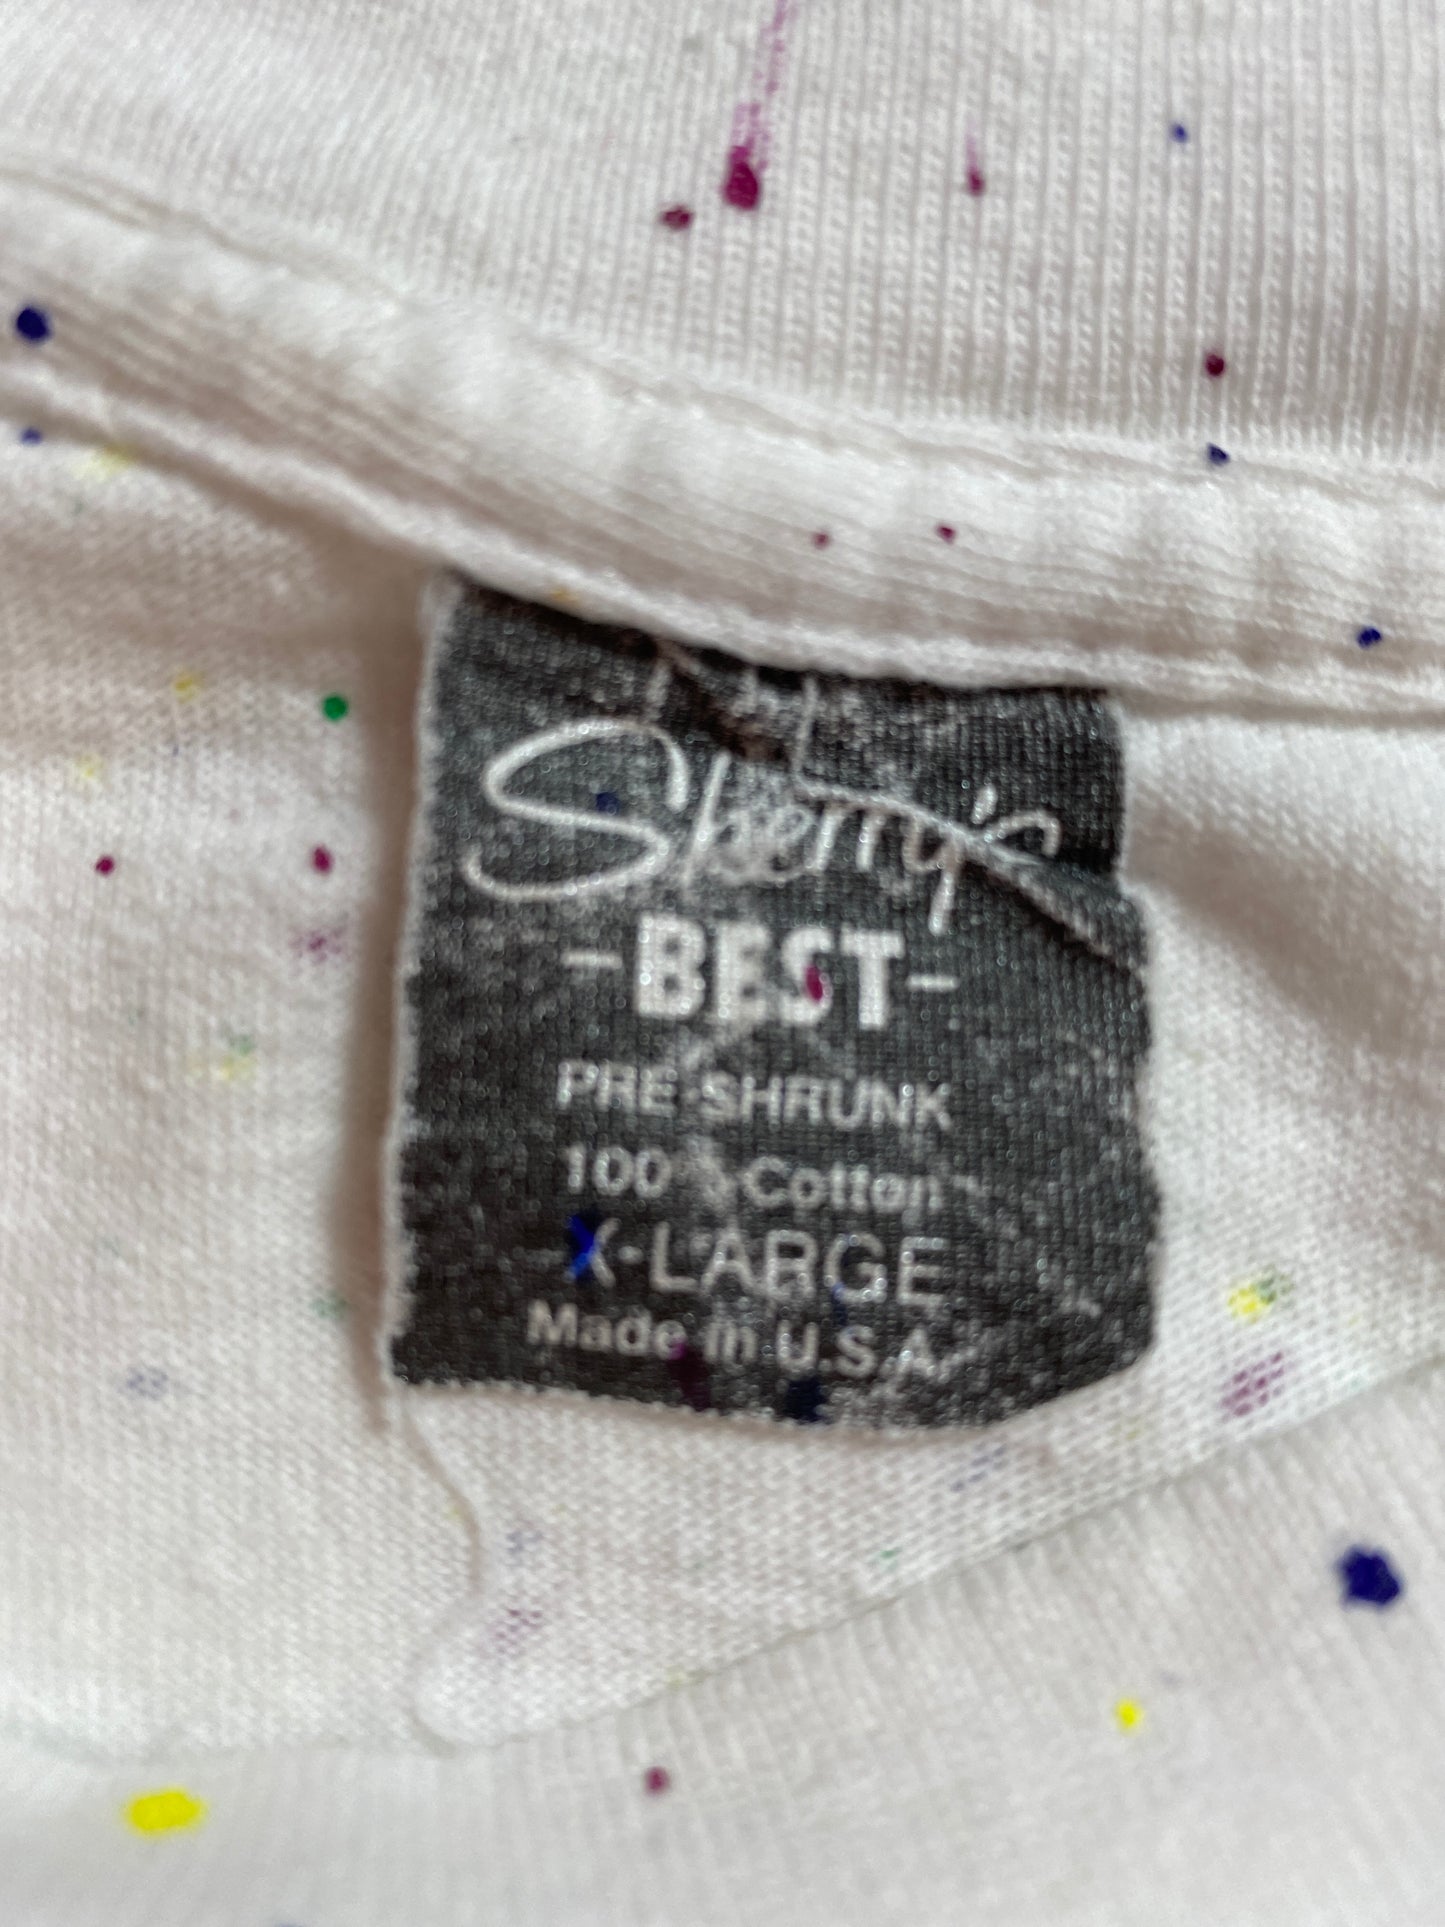 Sherry's
-BEST-
PRE-SHRUNK
100% Cotton
X-LARGE
Made in U.S.A.